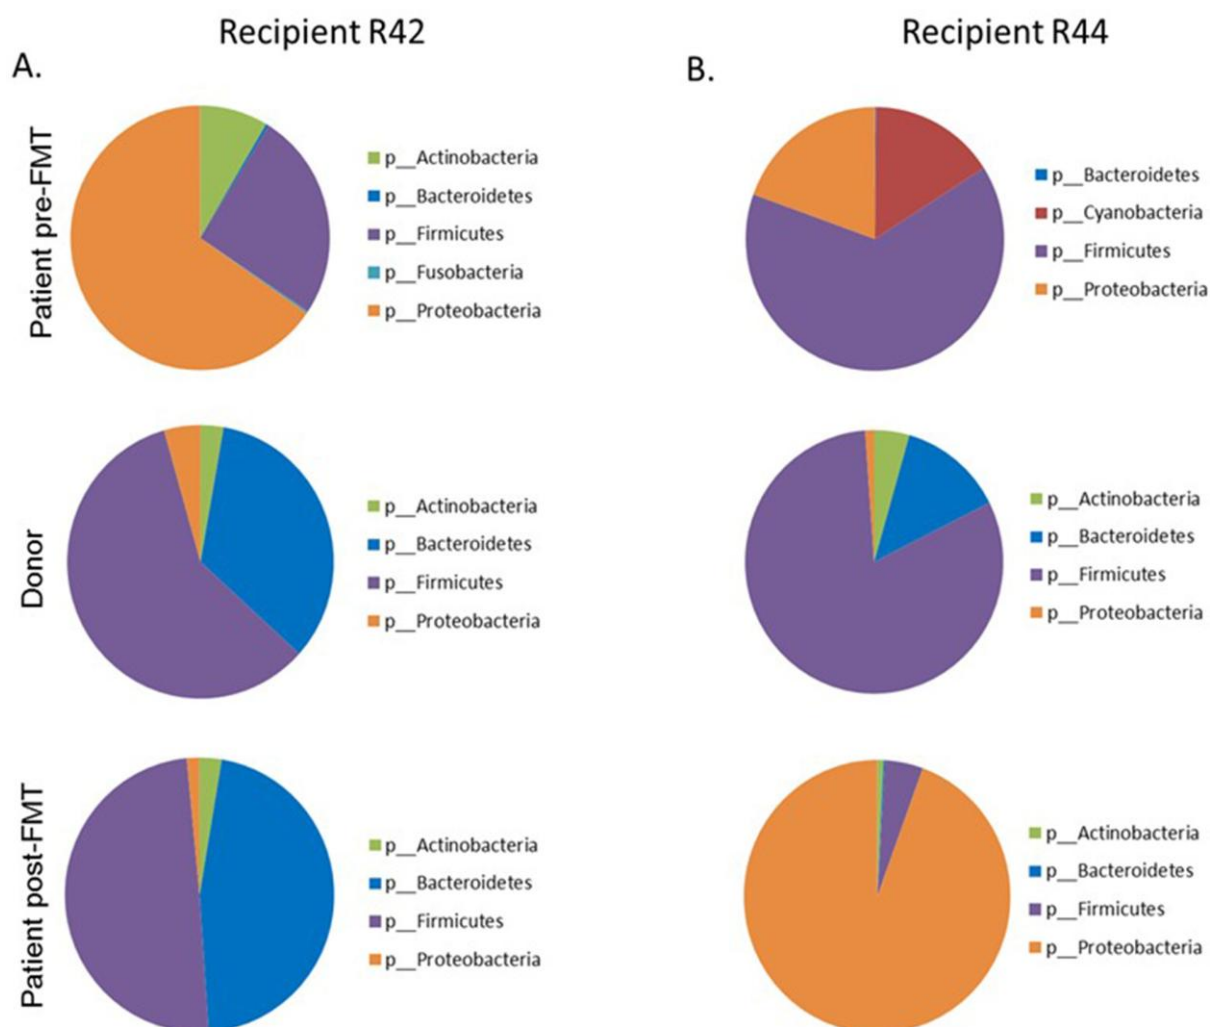 Recipient R42
Recipient R44
A.
B.
Patient pre-FMT
p__Actinobacteria
p__Bacteroidetes
p__Firmicutes
p__Fusobacteria
p__Proteobacteria
p__Bacteroidetes
p__Cyanobacteria
p__Firmicutes
p__Proteobacteria
Donor
p__Actinobacteria
p__Bacteroidetes
p__Firmicutes
p__Proteobacteria
p__Actinobacteria
p__Bacteroidetes
p__Firmicutes
p__Proteobacteria
Patient post-FMT
p__Actinobacteria
p__Bacteroidetes
p__Firmicutes
p__Proteobacteria
p__Actinobacteria
p__Bacteroidetes
p__Firmicutes
p__Proteobacteria